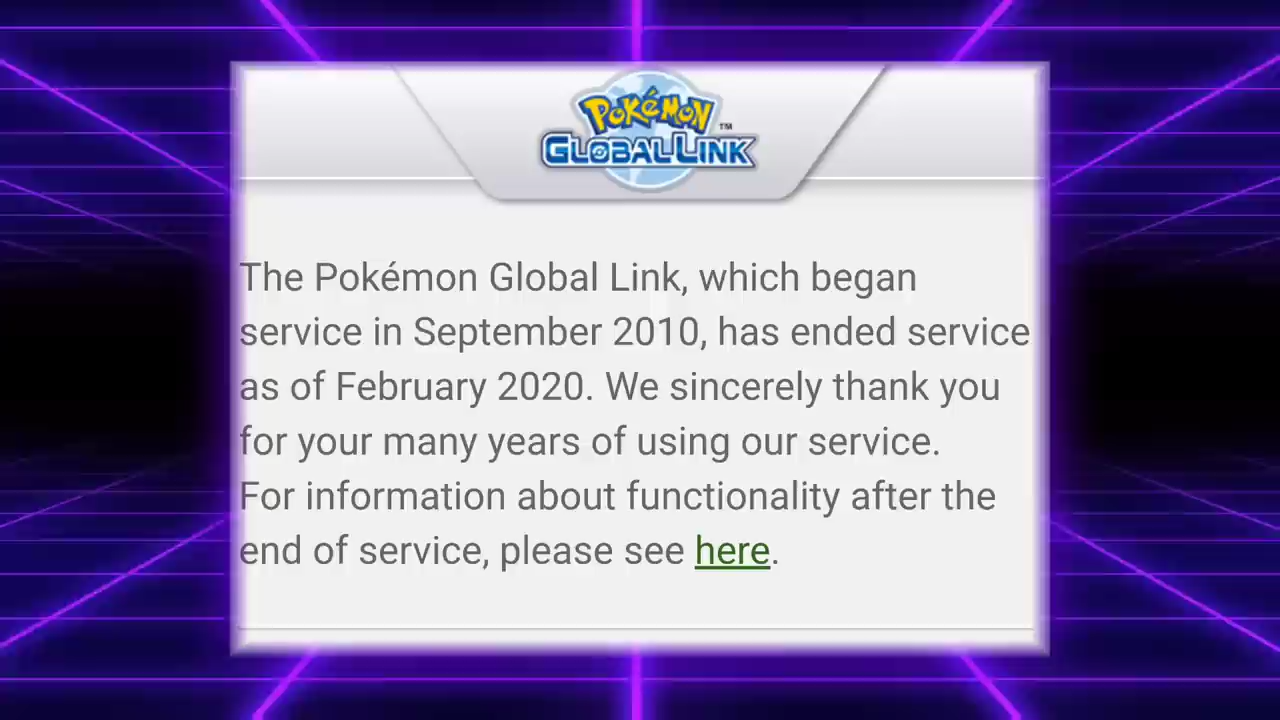 POKÉMON
GLOBAL LINK™
The Pokémon Global Link, which began
service in September 2010, has ended service
as of February 2020. We sincerely thank you
for your many years of using our service.
For information about functionality after the
end of service, please see here.